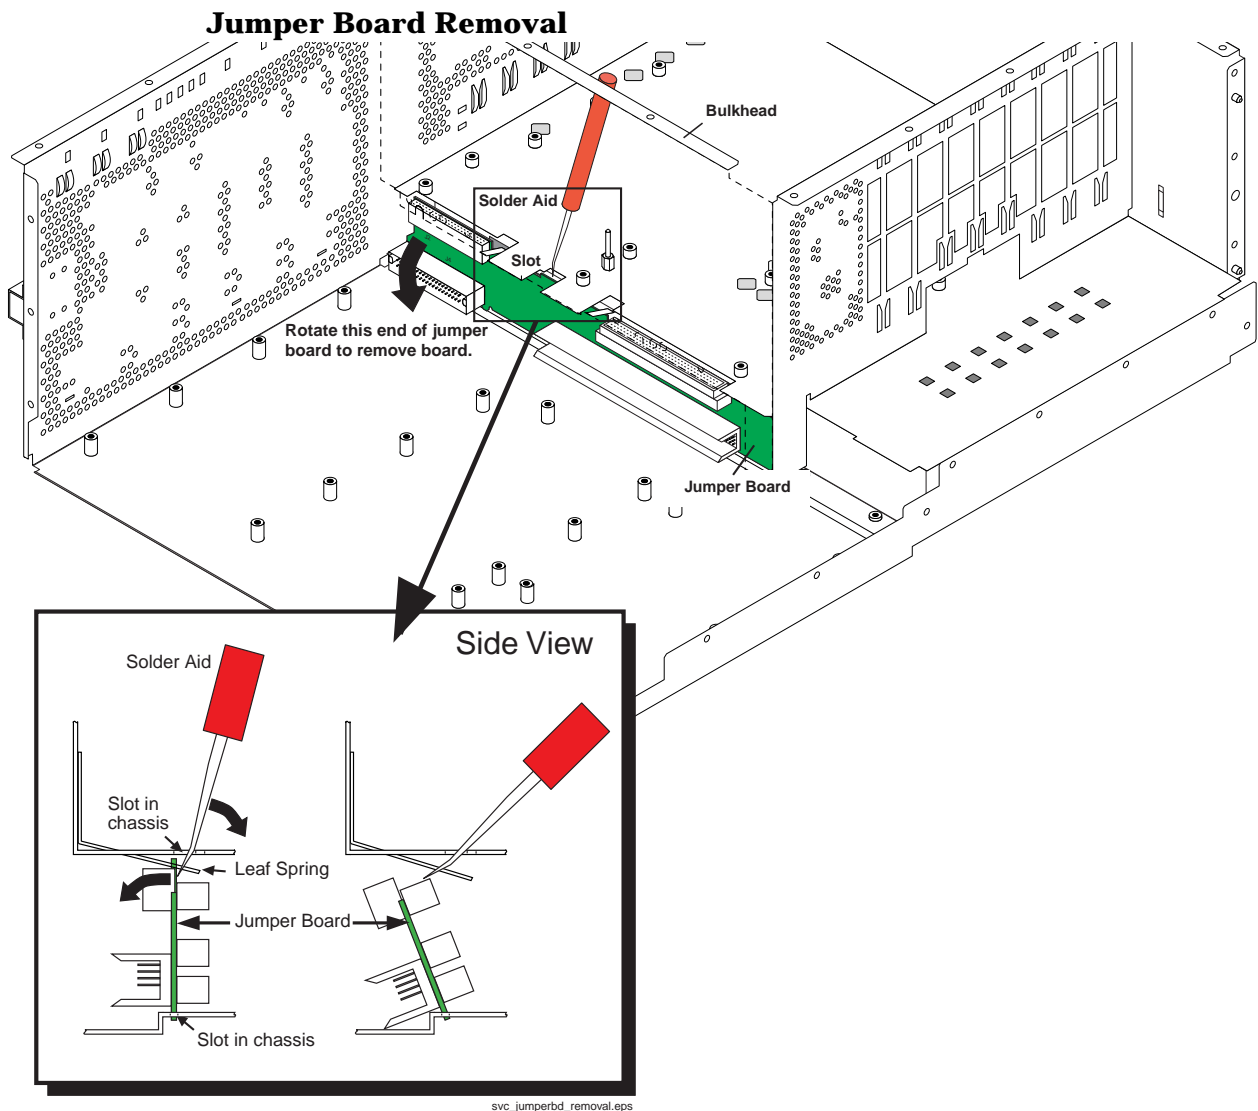 Jumper Board Removal
Bulkhead
Solder Aid
Slot
Rotate this end of jumper
board to remove board.
Jumper Board
Side View
Solder Aid
Slot in
chassis
Leaf Spring
Jumper Board
Slot in chassis
svc_jumperbd_removal.eps